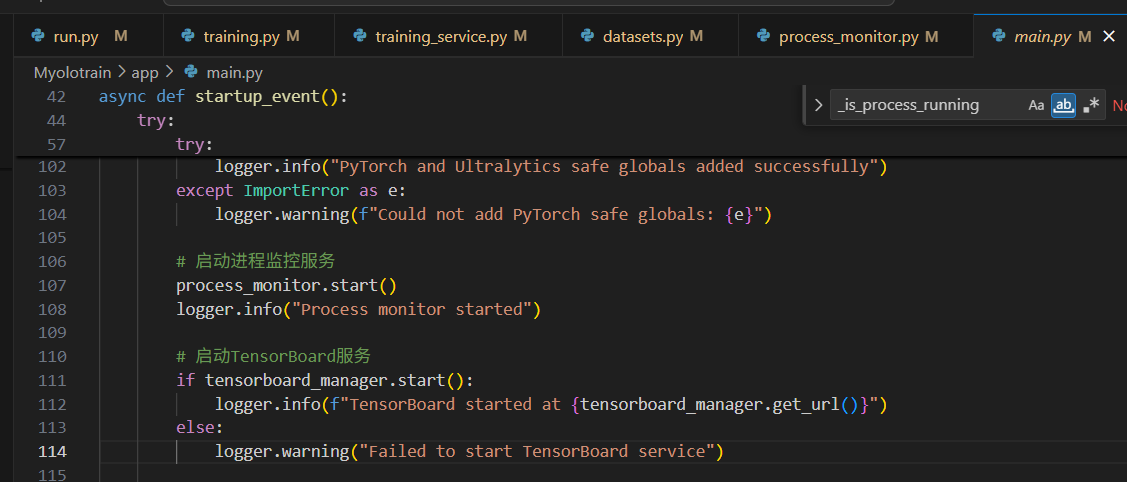 run.py M training.py M training_service.py M datasets.py M process_monitor.py M main.py M
Myolotrain > app > main.py
_is_process_running Aa ab .* No
42 async def startup_event():
44 try:
57 try:
102 logger.info("PyTorch and Ultralytics safe globals added successfully")
103 except ImportError as e:
104 logger.warning(f"Could not add PyTorch safe globals: {e}")
105
106 # 启动进程监控服务
107 process_monitor.start()
108 logger.info("Process monitor started")
109
110 # 启动TensorBoard服务
111 if tensorboard_manager.start():
112 logger.info(f"TensorBoard started at {tensorboard_manager.get_url()}")
113 else:
114 logger.warning("Failed to start TensorBoard service")
115